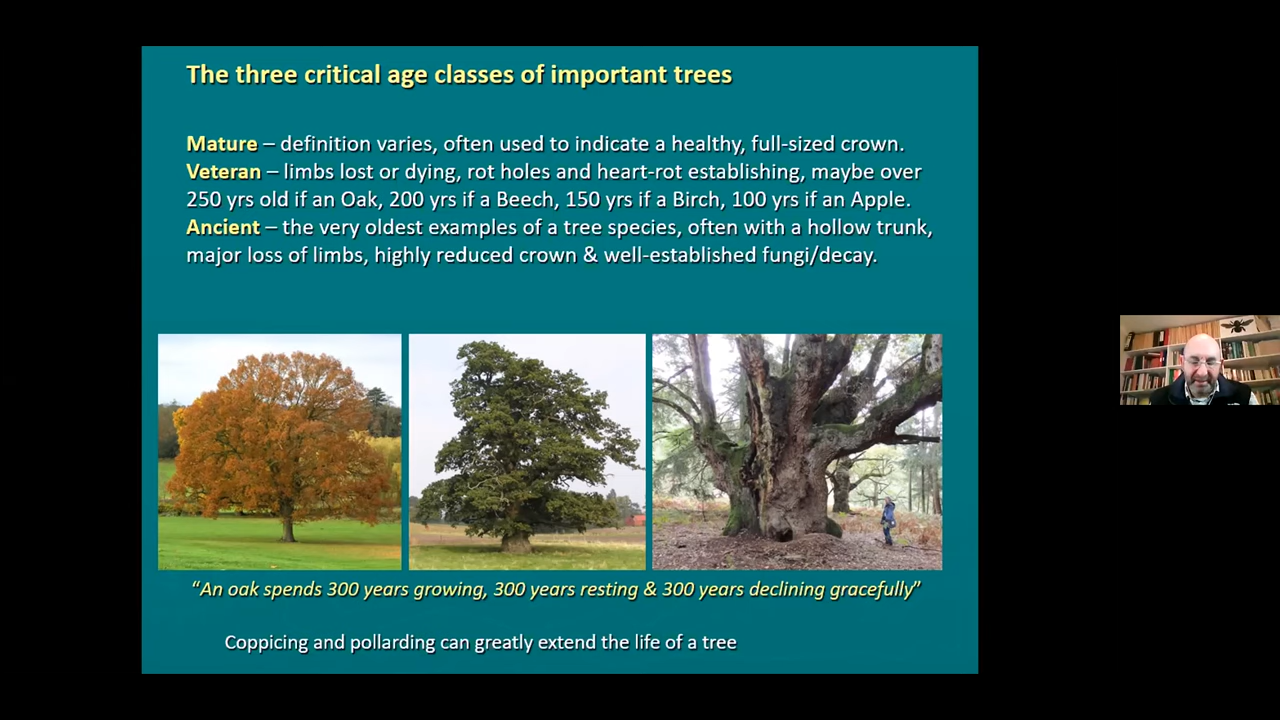 The three critical age classes of important trees
Mature – definition varies, often used to indicate a healthy, full-sized crown.
Veteran – limbs lost or dying, rot holes and heart-rot establishing, maybe over
250 yrs old if an Oak, 200 yrs if a Beech, 150 yrs if a Birch, 100 yrs if an Apple.
Ancient – the very oldest examples of a tree species, often with a hollow trunk,
major loss of limbs, highly reduced crown & well-established fungi/decay.
“An oak spends 300 years growing, 300 years resting & 300 years declining gracefully”
Coppicing and pollarding can greatly extend the life of a tree